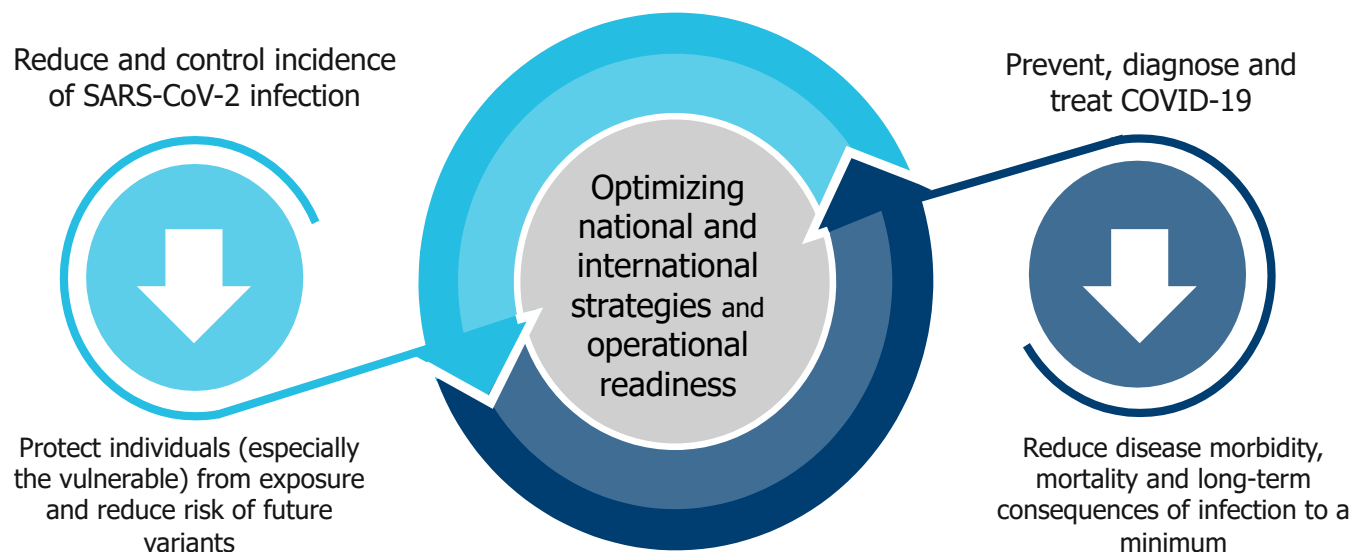 Reduce and control incidence
of SARS-CoV-2 infection
Protect individuals (especially
the vulnerable) from exposure
and reduce risk of future
variants
Optimizing
national and
international
strategies and
operational
readiness
Prevent, diagnose and
treat COVID-19
Reduce disease morbidity,
mortality and long-term
consequences of infection to a
minimum